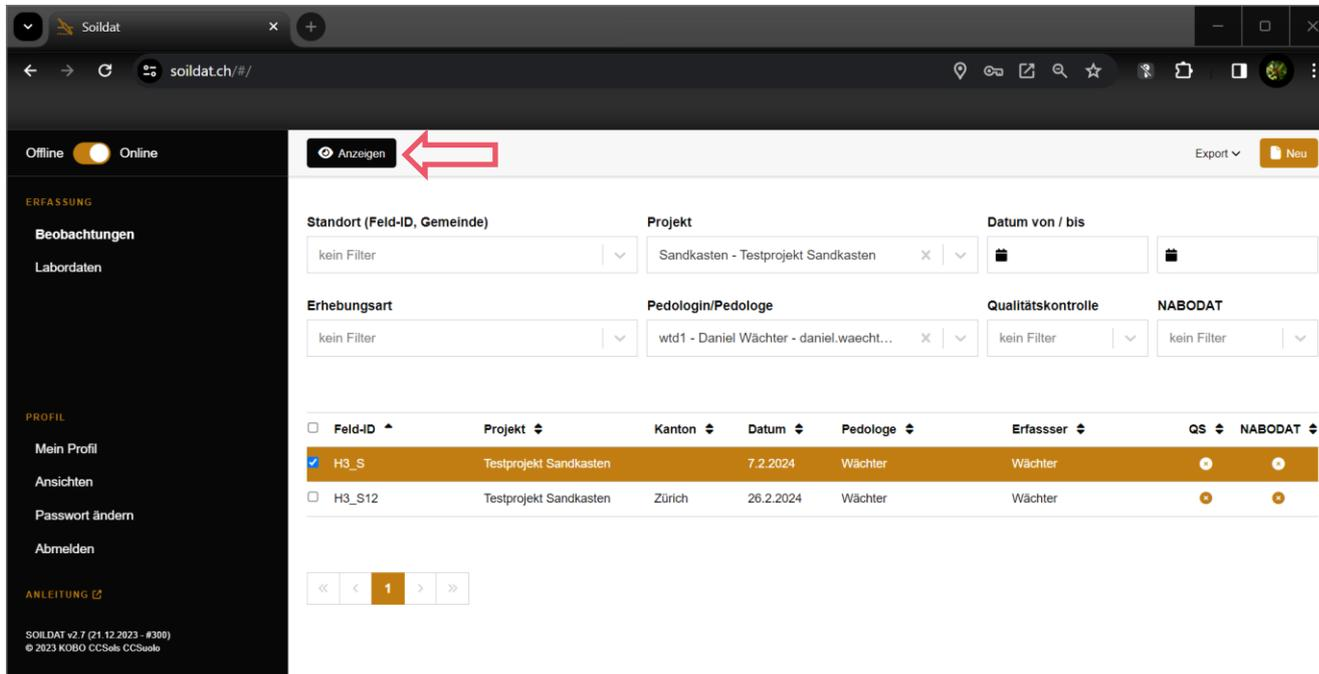 Soildat
soildat.ch/#/
Offline Online
Anzeigen
Export
Neu
ERFASSUNG
Beobachtungen
Labordaten
Standort (Feld-ID, Gemeinde) Projekt Datum von / bis
kein Filter Sandkasten - Testprojekt Sandkasten
Erhebungsart Pedologin/Pedologe Qualitätskontrolle NABODAT
kein Filter wtd1 - Daniel Wächter - daniel.waecht... kein Filter kein Filter
Feld-ID Projekt Kanton Datum Pedologe Erfassser QS NABODAT
H3_S Testprojekt Sandkasten 7.2.2024 Wächter Wächter
H3_S12 Testprojekt Sandkasten Zürich 26.2.2024 Wächter Wächter
« < 1 > »
PROFIL
Mein Profil
Ansichten
Passwort ändern
Abmelden
ANLEITUNG
SOILDAT v2.7 (21.12.2023 - #300)
© 2023 KOBO CCSols CCSuolo